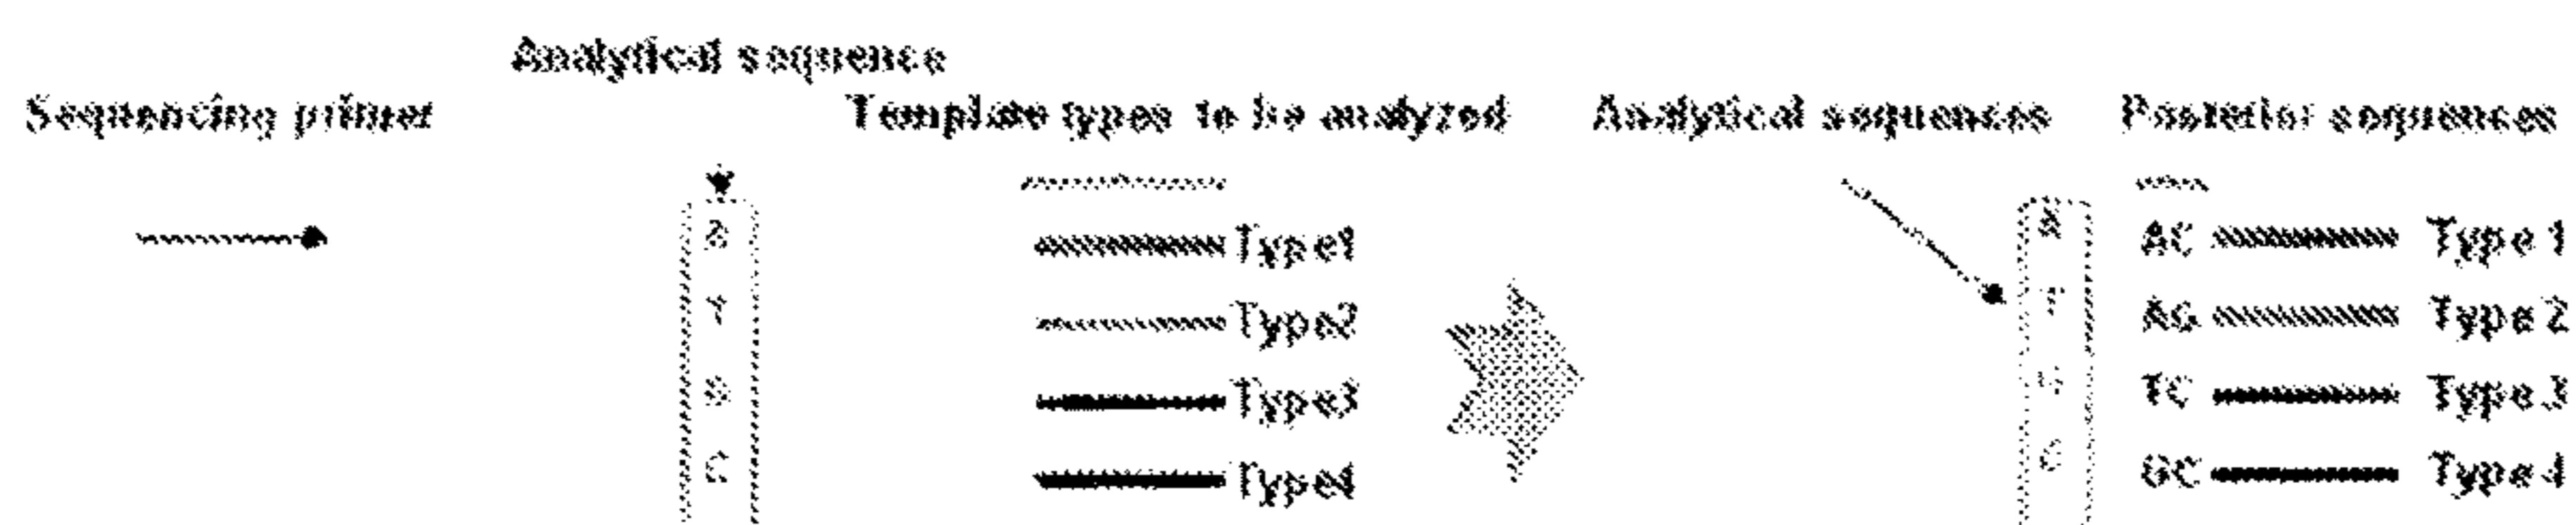 Analytical sequence
Sequencing primer Template types to be analyzed Analytical sequences Posterior sequences
A Type1 A AC Type 1
T Type2 T AG Type 2
Type3 TC Type 3
C Type4 C GC Type 4